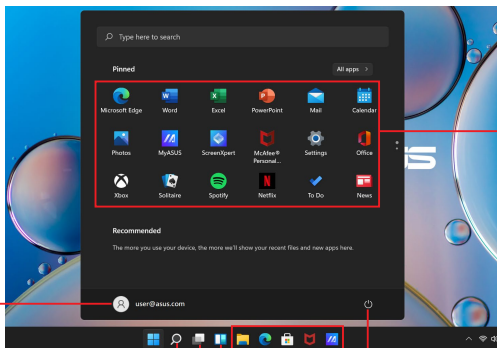 Type here to search
Pinned
All apps >
Microsoft Edge Word Excel PowerPoint Mail Calendar
Photos MyASUS ScreenXpert McAfee® Personal... Settings Office
Xbox Solitaire Spotify Netflix To Do News
Recommended
The more you use your device, the more we'll show your recent files and new apps here.
user@asus.com